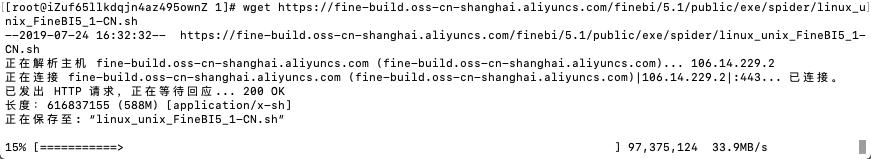 [[root@iZuf65llkdqjn4az495ownZ 1]# wget https://fine-build.oss-cn-shanghai.aliyuncs.com/finebi/5.1/public/exe/spider/linux_u
nix_FineBI5_1-CN.sh
--2019-07-24 16:32:32--  https://fine-build.oss-cn-shanghai.aliyuncs.com/finebi/5.1/public/exe/spider/linux_unix_FineBI5_1-
CN.sh
正在解析主机 fine-build.oss-cn-shanghai.aliyuncs.com (fine-build.oss-cn-shanghai.aliyuncs.com)... 106.14.229.2
正在连接 fine-build.oss-cn-shanghai.aliyuncs.com (fine-build.oss-cn-shanghai.aliyuncs.com)|106.14.229.2|:443... 已连接。
已发出 HTTP 请求，正在等待回应... 200 OK
长度：616837155 (588M) [application/x-sh]
正在保存至: “linux_unix_FineBI5_1-CN.sh”
15% [===========> ] 97,375,124  33.9MB/s